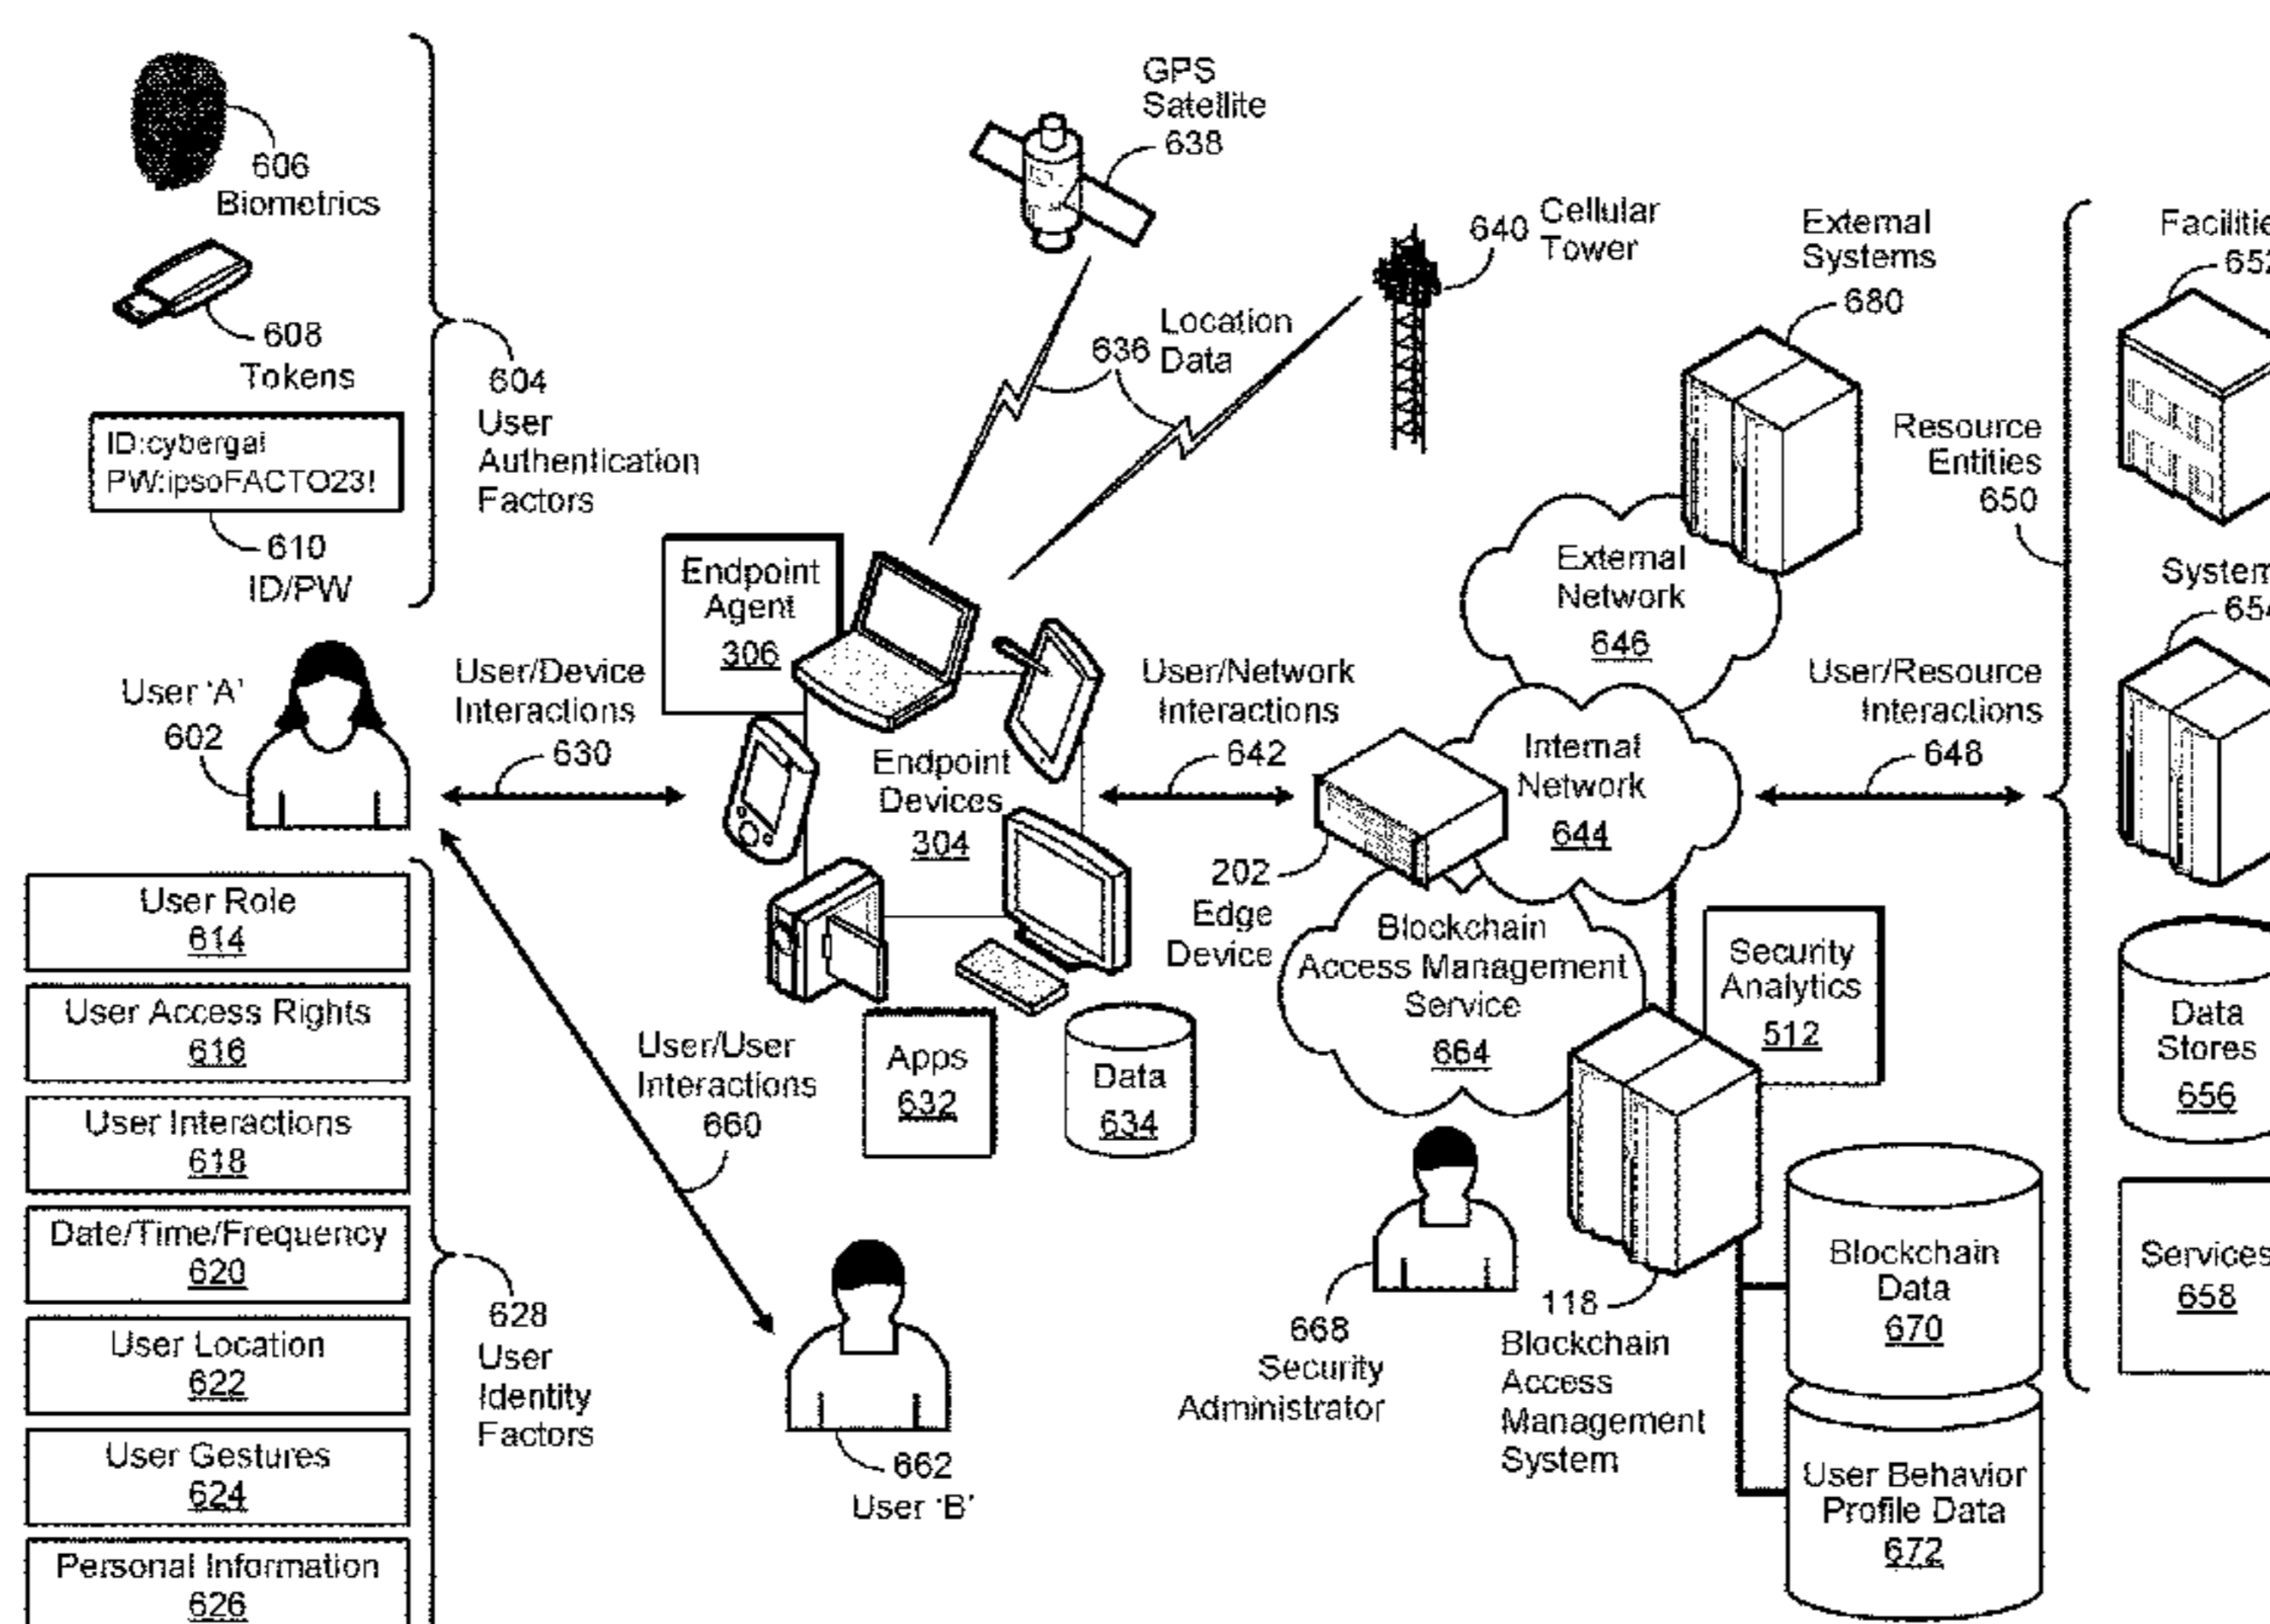 606
Biometrics
608
Tokens
ID:cybergal
PW:ipsoFACTO23!
610
ID/PW
604
User
Authentication
Factors
GPS
Satellite
638
640
Cellular
Tower
636
Location
Data
External
Systems
680
Resource
Entities
650
Facilitie
652
System
654
Data
Stores
656
Services
658
User 'A'
602
User/Device
Interactions
630
Endpoint
Agent
306
Endpoint
Devices
304
User/Network
Interactions
642
External
Network
646
Internal
Network
644
User/Resource
Interactions
648
202
Edge
Device
Blockchain
Access Management
Service
664
Security
Analytics
512
Apps
632
Data
634
User/User
Interactions
660
662
User 'B'
668
Security
Administrator
118
Blockchain
Access
Management
System
Blockchain
Data
670
User Behavior
Profile Data
672
User Role
614
User Access Rights
616
User Interactions
618
Date/Time/Frequency
620
User Location
622
User Gestures
624
Personal Information
626
628
User
Identity
Factors